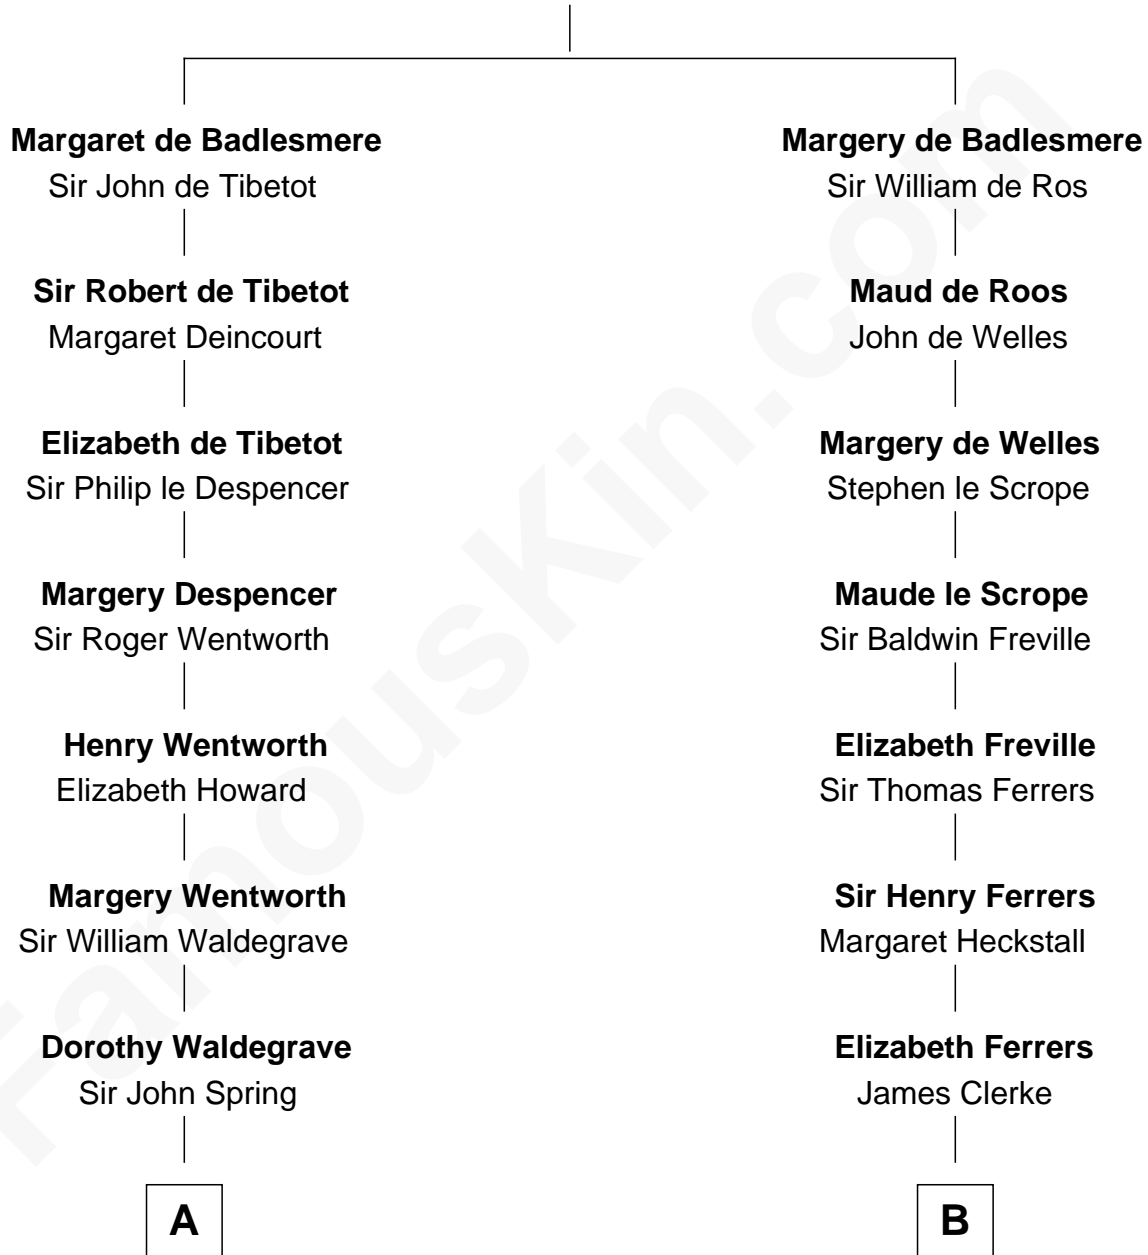 Margaret de Badlesmere
Sir John de Tibetot
Sir Robert de Tibetot
Margaret Deincourt
Elizabeth de Tibetot
Sir Philip le Despencer
Margery Despencer
Sir Roger Wentworth
Henry Wentworth
Elizabeth Howard
Margery Wentworth
Sir William Waldegrave
Dorothy Waldegrave
Sir John Spring
A
Margery de Badlesmere
Sir William de Ros
Maud de Roos
John de Welles
Margery de Welles
Stephen le Scrope
Maude le Scrope
Sir Baldwin Freville
Elizabeth Freville
Sir Thomas Ferrers
Sir Henry Ferrers
Margaret Heckstall
Elizabeth Ferrers
James Clerke
B
FamousKin.com